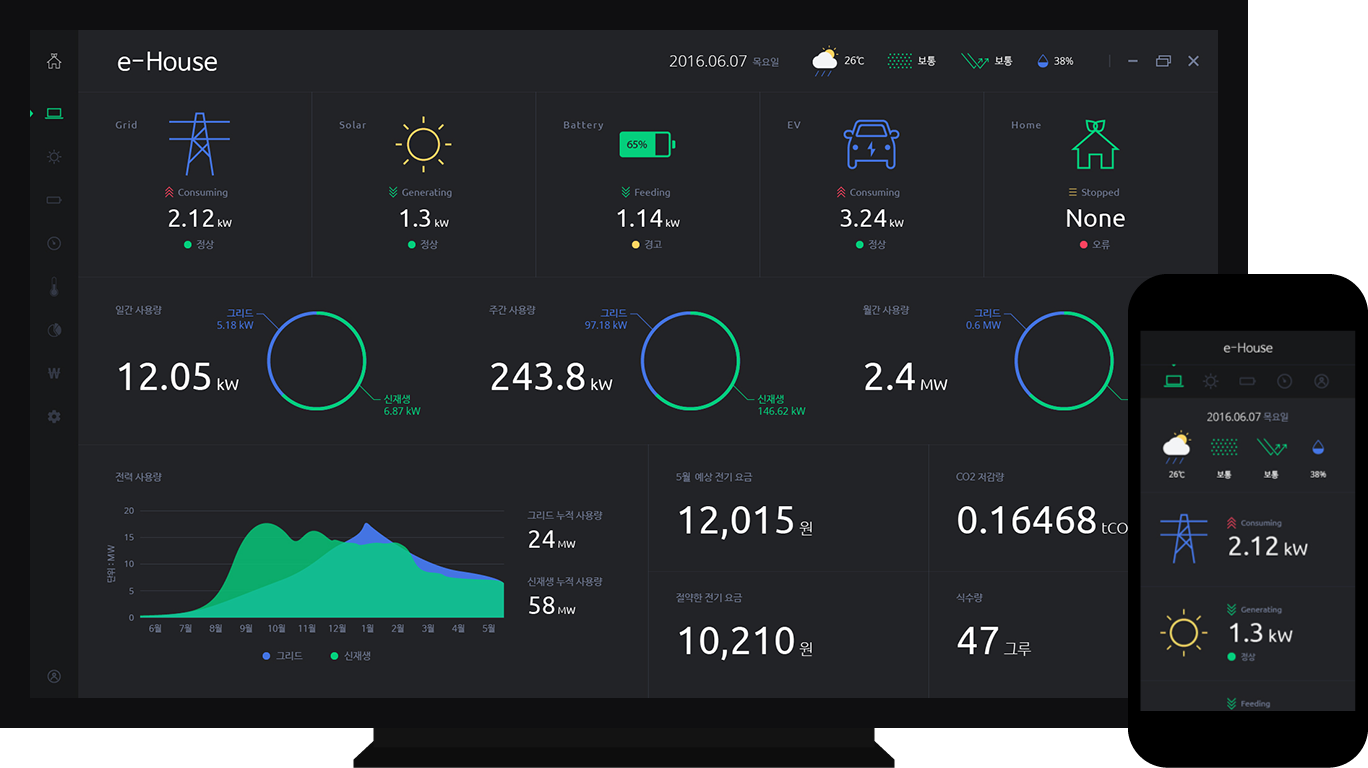 e-House
2016.06.07 목요일
26℃
보통
보통
38%
Grid
Consuming
2.12 kW
정상
Solar
Generating
1.3 kW
정상
Battery
65%
Feeding
1.14 kW
경고
EV
Consuming
3.24 kW
정상
Home
Stopped
None
오류
일간 사용량
12.05 kW
그리드
5.18 kW
신재생
6.87 kW
주간 사용량
243.8 kW
그리드
97.18 kW
신재생
146.62 kW
월간 사용량
2.4 MW
그리드
0.6 MW
전력 사용량
단위 : MW
20
15
10
5
0
6월 7월 8월 9월 10월 11월 12월 1월 2월 3월 4월 5월
그리드 신재생
그리드 누적 사용량
24 MW
신재생 누적 사용량
58 MW
5월 예상 전기 요금
12,015 원
CO2 저감량
0.16468 tCO
절약한 전기 요금
10,210 원
식수량
47 그루
W
e-House
2016.06.07 목요일
26℃
보통
보통
38%
Consuming
2.12 kW
Generating
1.3 kW
정상
Feeding